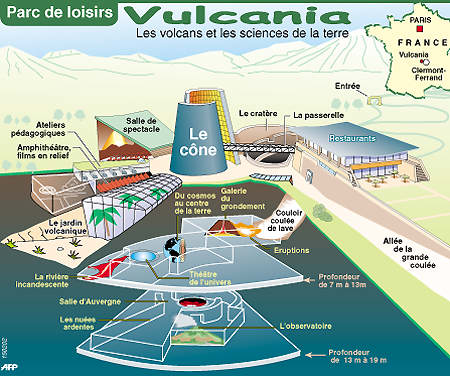 Parc de loisirs
Vulcania
Les volcans et les sciences de la terre
PARIS
FRANCE
Vulcania
Clermont-
Ferrand
Entrée
Ateliers
pédagogiques
Salle de
spectacle
Le cratère
La passerelle
Amphithéâtre,
films en relief
Le
cône
Restaurants
Le jardin
volcanique
Du cosmos
au centre
de la terre
Galerie
du
grondement
Couloir
coulée
de lave
Eruptions
Allée
de la
grande
coulée
La rivière
incandescente
Théâtre
de l'univers
Profondeur
de 7 m à 13m
Salle d'Auvergne
Les nuées
ardentes
L'observatoire
Profondeur
de 13 m à 19 m
190202
AFP